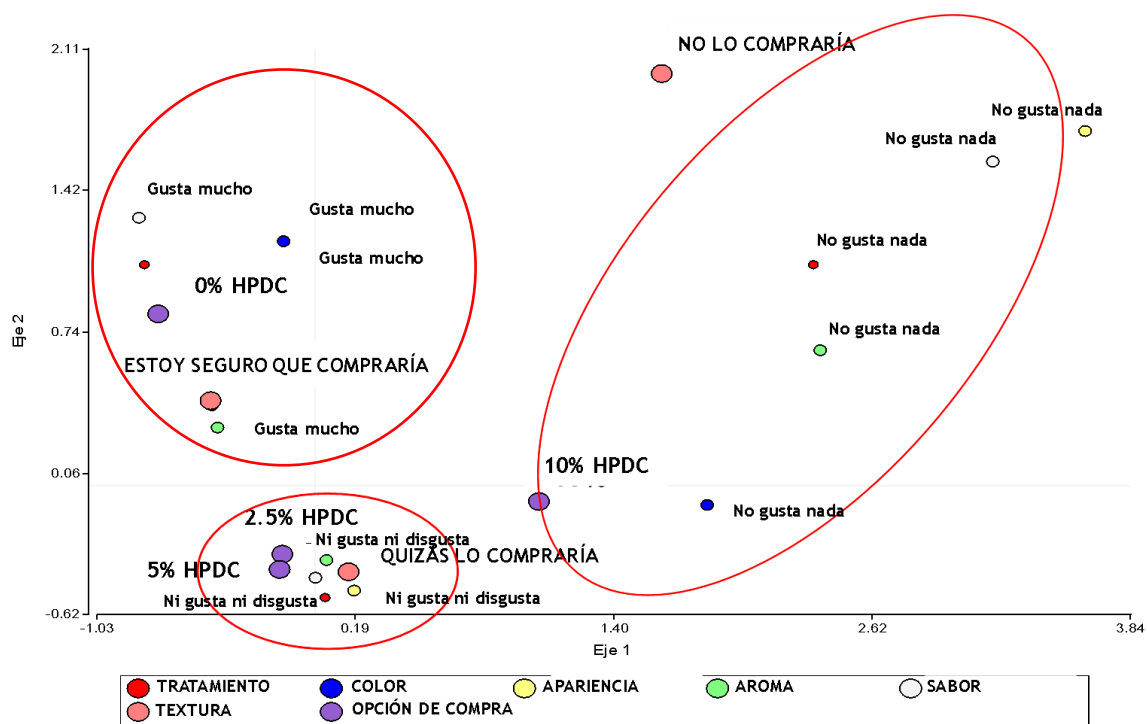 NO LO COMPRARÍA
2.11
No gusta nada
No gusta nada
1.42
Gusta mucho
Gusta mucho
No gusta nada
Gusta mucho
0% HPDC
No gusta nada
Eje 2
0.74
ESTOY SEGURO QUE COMPRARÍA
Gusta mucho
10% HPDC
0.06
No gusta nada
2.5% HPDC
Ni gusta ni disgusta
QUIZÁS LO COMPRARÍA
5% HPDC
Ni gusta ni disgusta
Ni gusta ni disgusta
-0.62
-1.03 0.19 1.40 2.62 3.84
Eje 1
TRATAMIENTO COLOR APARIENCIA AROMA SABOR
TEXTURA OPCIÓN DE COMPRA